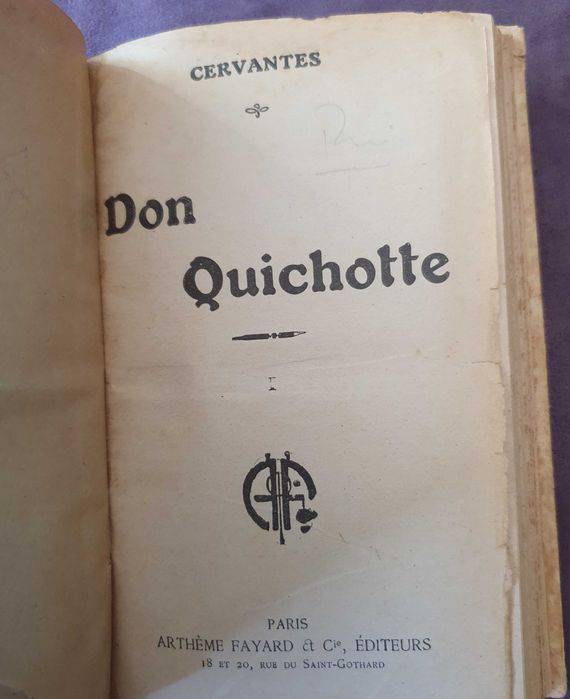 CERVANTES
Don
Quichotte
I
PARIS
ARTHÈME FAYARD & Cie, ÉDITEURS
18 ET 20, RUE DU SAINT-GOTHARD